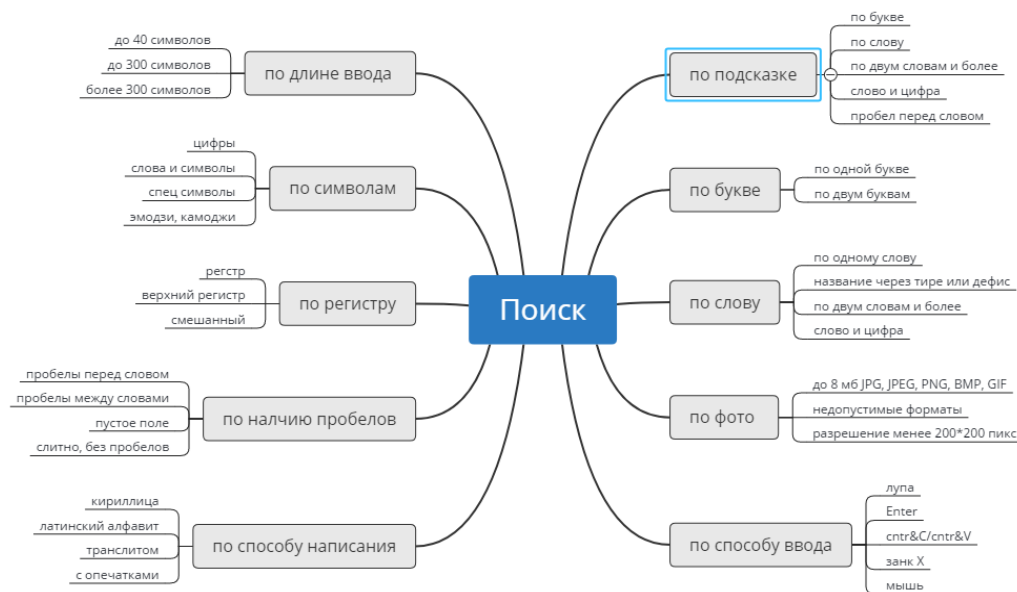 до 40 символов
до 300 символов
более 300 символов
по длине ввода
цифры
слова и символы
спец символы
эмодзи, камоджи
по символам
регстр
верхний регистр
смешанный
по регистру
пробелы перед словом
пробелы между словами
пустое поле
слитно, без пробелов
по налчию пробелов
кириллица
латинский алфавит
транслитом
с опечатками
по способу написания
Поиск
по подсказке
по букве
по слову
по двум словам и более
слово и цифра
пробел перед словом
по букве
по одной букве
по двум буквам
по слову
по одному слову
название через тире или дефис
по двум словам и более
слово и цифра
по фото
до 8 мб JPG, JPEG, PNG, BMP, GIF
недопустимые форматы
разрешение менее 200*200 пикс
по способу ввода
лупа
Enter
cntr&C/cntr&V
занк X
мышь